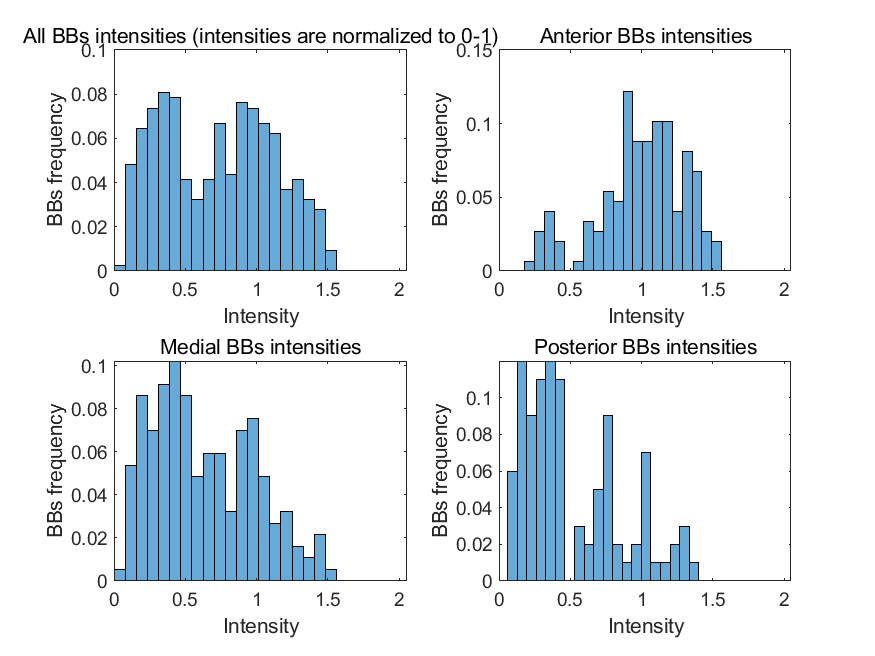 All BBs intensities (intensities are normalized to 0-1)
0.1
0.08
0.06
0.04
0.02
0
BBs frequency
0 0.5 1 1.5 2
Intensity
Anterior BBs intensities
0.15
0.1
0.05
0
BBs frequency
0 0.5 1 1.5 2
Intensity
Medial BBs intensities
0.1
0.08
0.06
0.04
0.02
0
BBs frequency
0 0.5 1 1.5 2
Intensity
Posterior BBs intensities
0.1
0.08
0.06
0.04
0.02
0
BBs frequency
0 0.5 1 1.5 2
Intensity